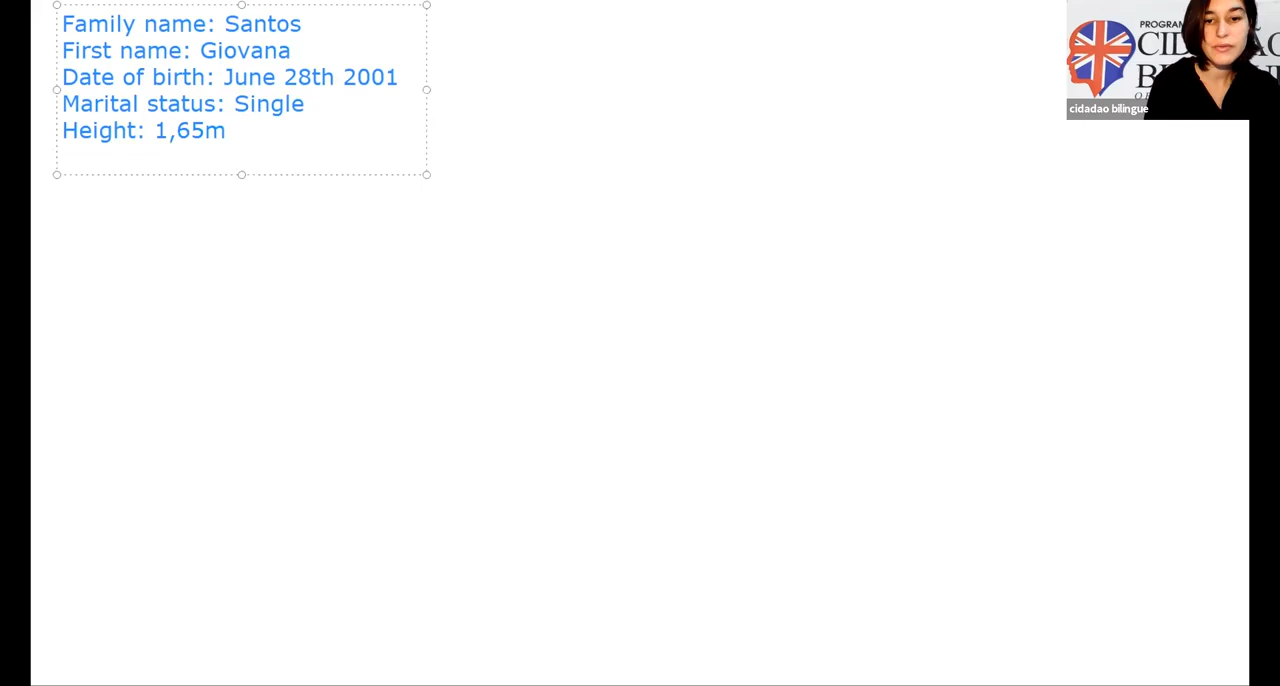 Family name: Santos
First name: Giovana
Date of birth: June 28th 2001
Marital status: Single
Height: 1,65m
cidadao bilingue